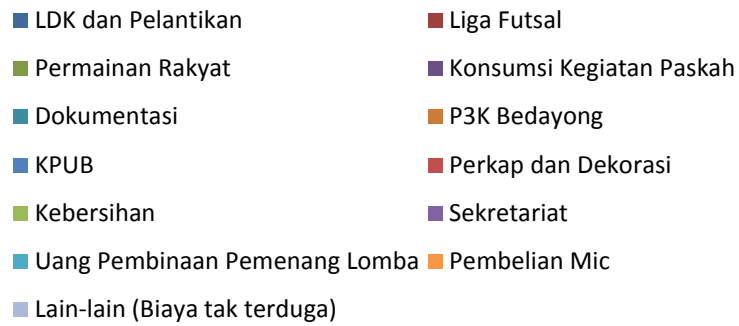 LDK dan Pelantikan
Liga Futsal
Permainan Rakyat
Konsumsi Kegiatan Paskah
Dokumentasi
P3K Bedayong
KPUB
Perkap dan Dekorasi
Kebersihan
Sekretariat
Uang Pembinaan Pemenang Lomba
Pembelian Mic
Lain-lain (Biaya tak terduga)